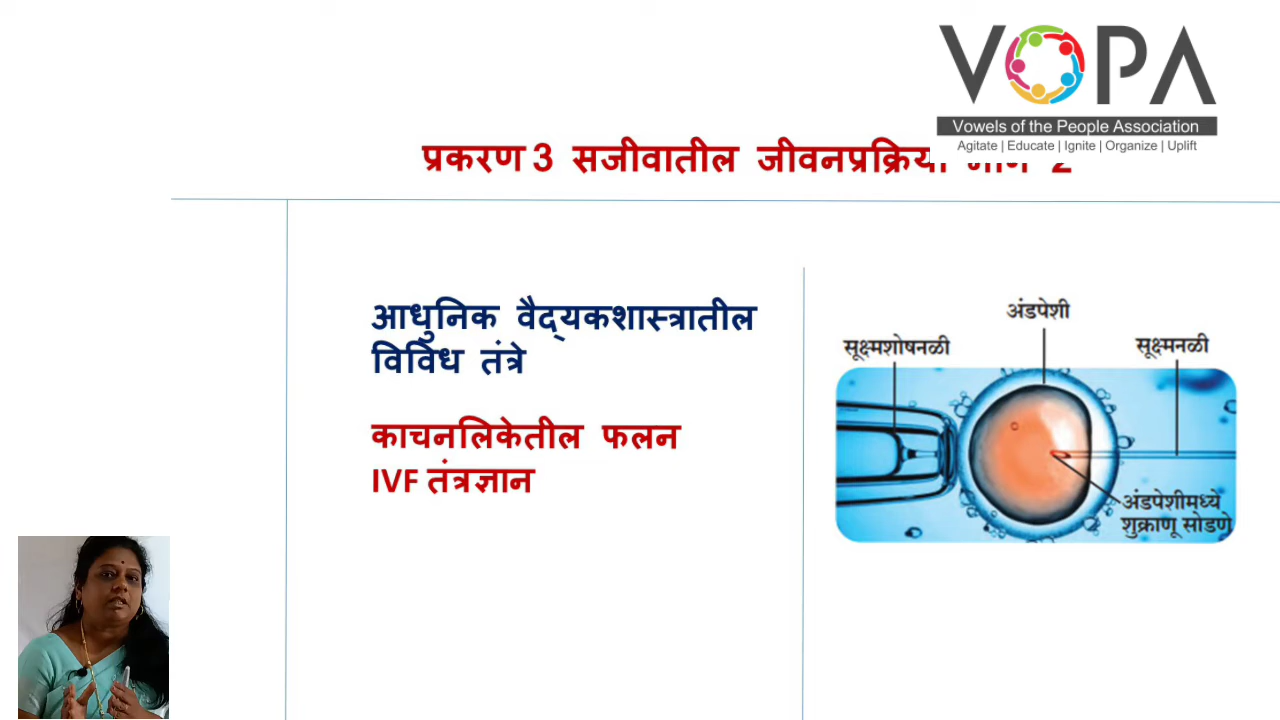 VOPA
Vowels of the People Association
Agitate | Educate | Ignite | Organize | Uplift
प्रकरण 3 सजीवातील जीवनप्रक्रिया भाग 2
आधुनिक वैद्यकशास्त्रातील
विविध तंत्रे
काचनलिकेतील फलन
IVF तंत्रज्ञान
अंडपेशी
सूक्ष्मशोषनळी
सूक्ष्मनळी
अंडपेशीमध्ये
शुक्राणू सोडणे